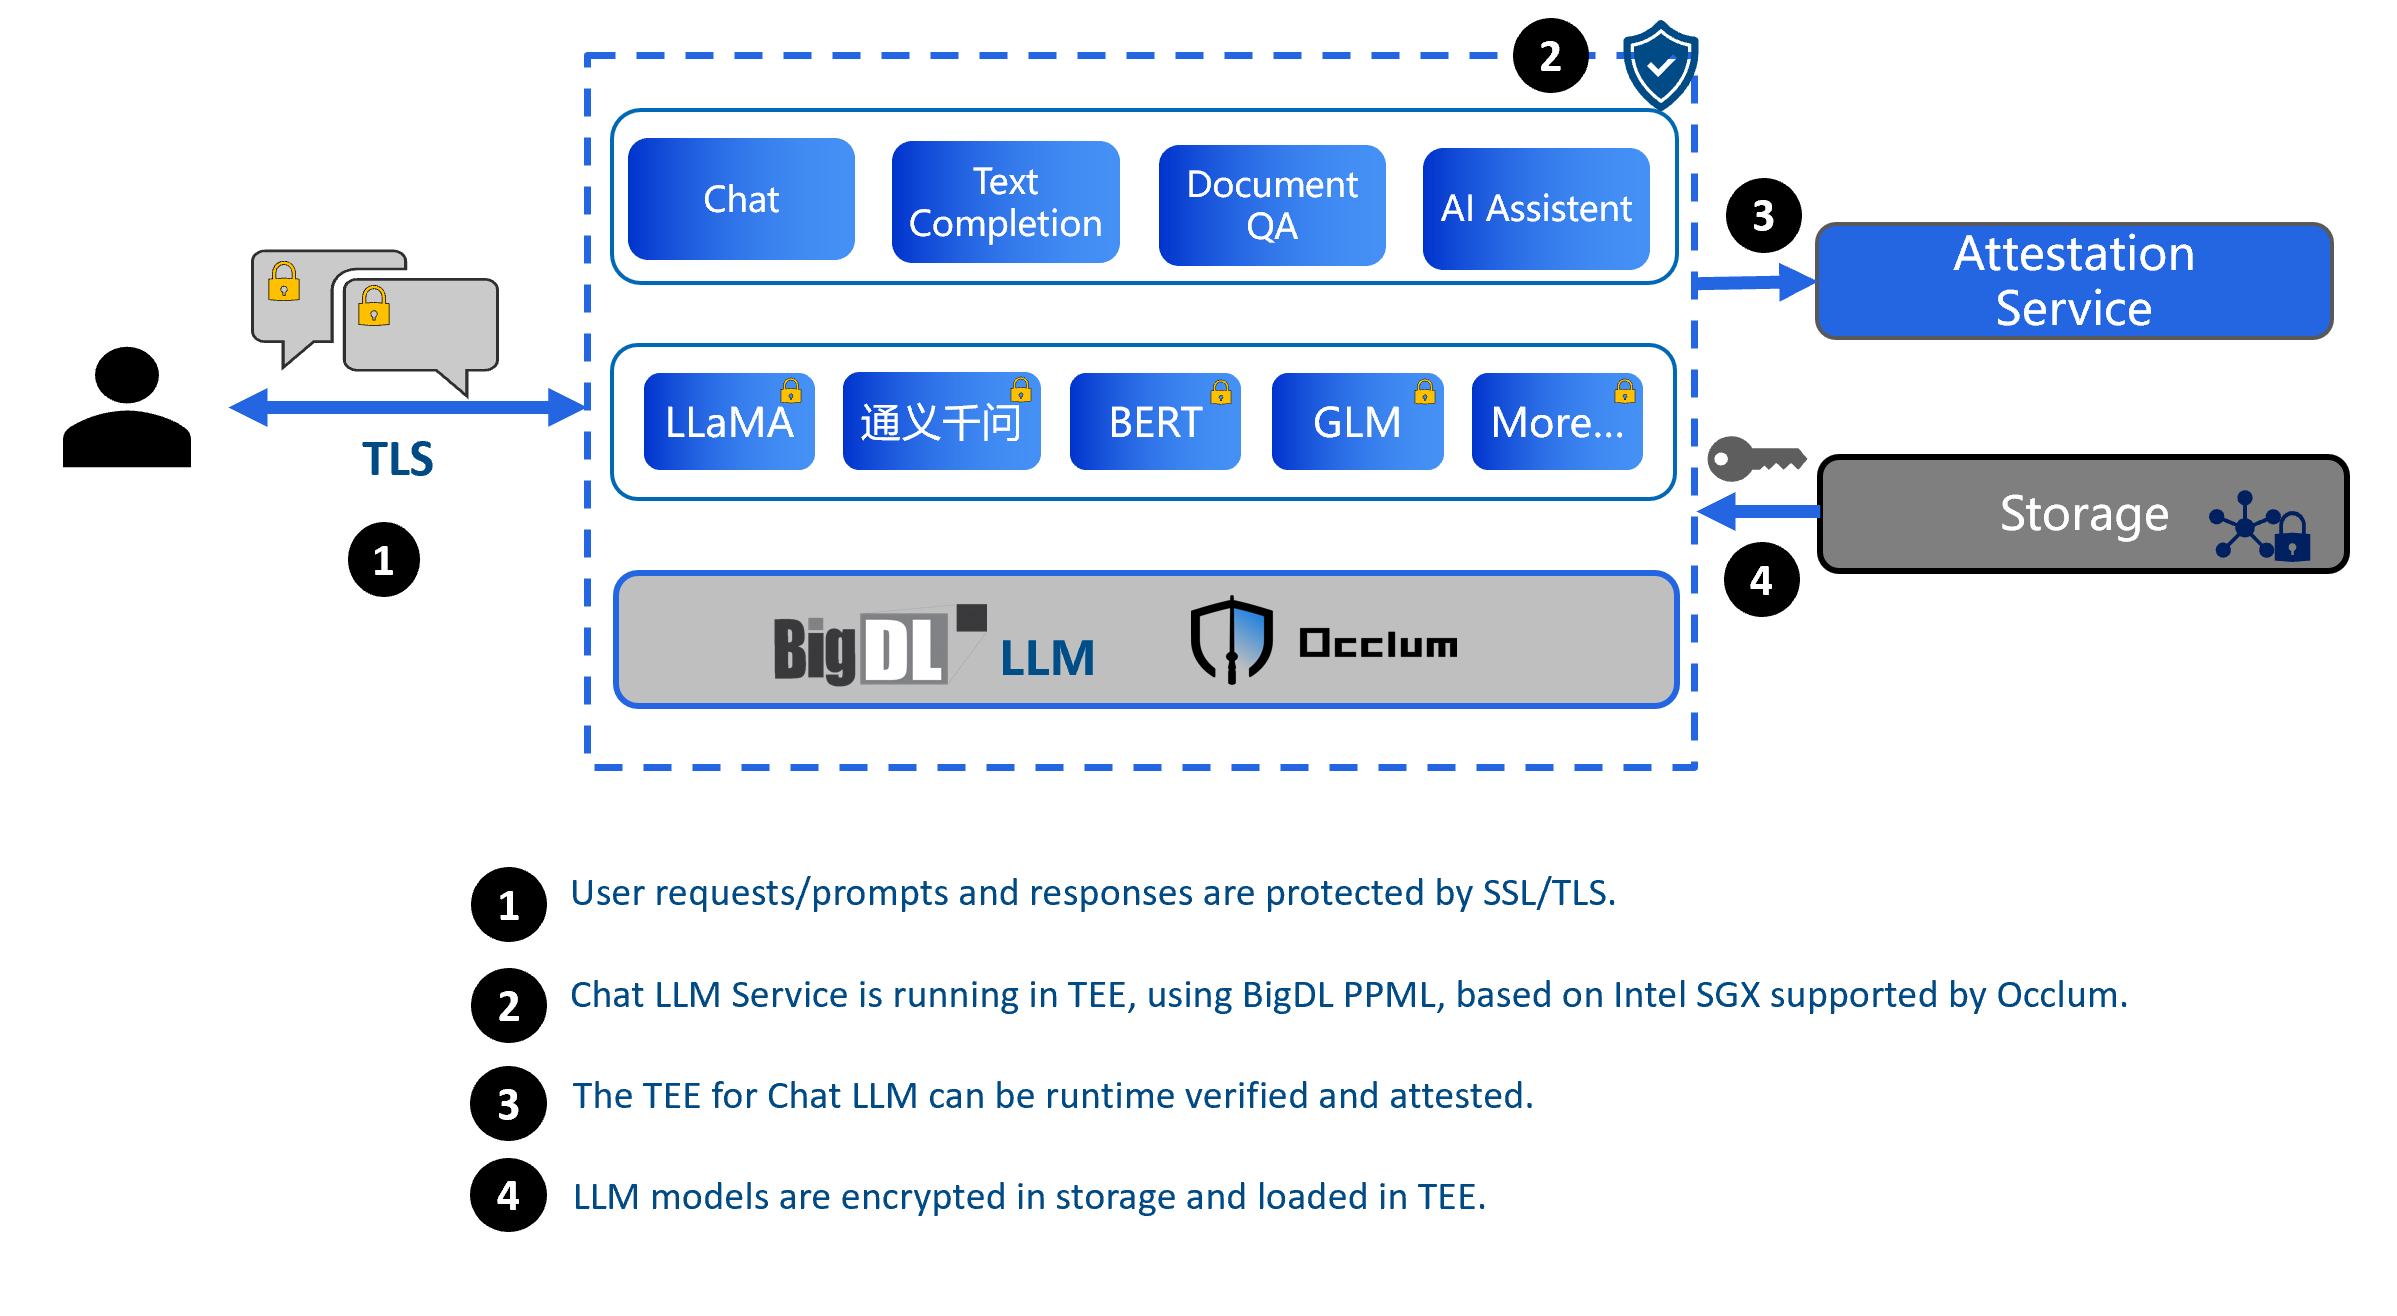 2
Chat
Text
Completion
Document
QA
AI Assistent
3
Attestation
Service
TLS
1
LLaMA
通义千问
BERT
GLM
More...
Storage
4
BigDL LLM
Occlum
1 User requests/prompts and responses are protected by SSL/TLS.
2 Chat LLM Service is running in TEE, using BigDL PPML, based on Intel SGX supported by Occlum.
3 The TEE for Chat LLM can be runtime verified and attested.
4 LLM models are encrypted in storage and loaded in TEE.